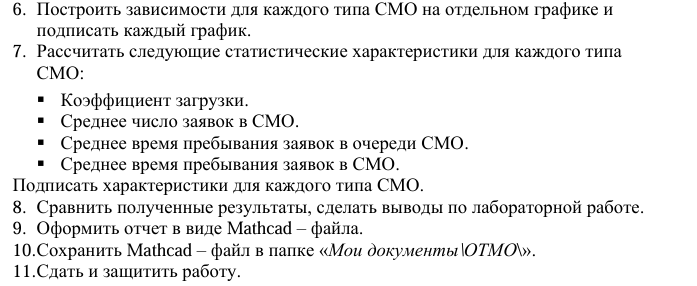 6. Построить зависимости для каждого типа СМО на отдельном графике и
подписать каждый график.
7. Рассчитать следующие статистические характеристики для каждого типа
СМО:
▪ Коэффициент загрузки.
▪ Среднее число заявок в СМО.
▪ Среднее время пребывания заявок в очереди СМО.
▪ Среднее время пребывания заявок в СМО.
Подписать характеристики для каждого типа СМО.
8. Сравнить полученные результаты, сделать выводы по лабораторной работе.
9. Оформить отчет в виде Mathcad – файла.
10.Сохранить Mathcad – файл в папке «Мои документы\ОТМО\».
11.Сдать и защитить работу.